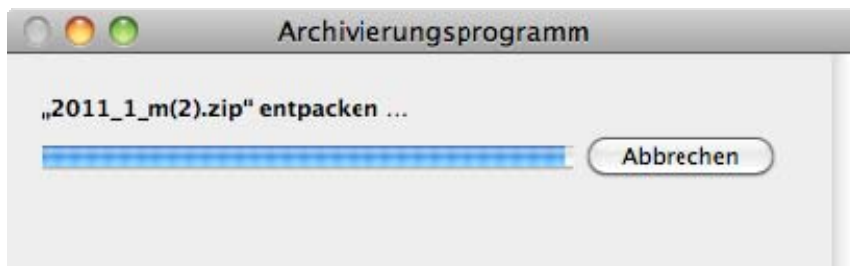 Archivierungsprogramm
„2011_1_m(2).zip" entpacken ...
Abbrechen